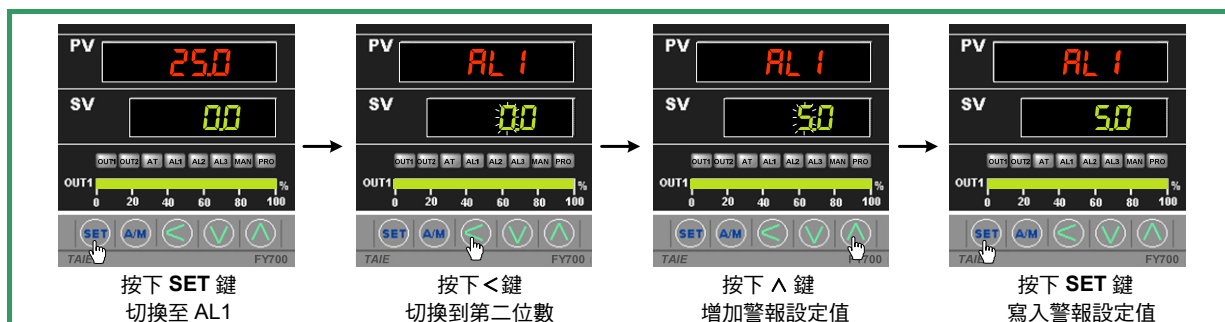 PV 25.0
SV 0.0
OUT1 OUT2 AT AL1 AL2 AL3 MAN PRO
OUT1 %
0 20 40 60 80 100
SET A/M < ∨ ∧
TAIE FY700
按下 SET 鍵
切換至 AL1
PV AL1
SV 0.0
OUT1 OUT2 AT AL1 AL2 AL3 MAN PRO
OUT1 %
0 20 40 60 80 100
SET A/M < ∨ ∧
TAIE FY700
按下 < 鍵
切換到第二位數
PV AL1
SV 5.0
OUT1 OUT2 AT AL1 AL2 AL3 MAN PRO
OUT1 %
0 20 40 60 80 100
SET A/M < ∨ ∧
TAIE FY700
按下 ∧ 鍵
增加警報設定值
PV AL1
SV 5.0
OUT1 OUT2 AT AL1 AL2 AL3 MAN PRO
OUT1 %
0 20 40 60 80 100
SET A/M < ∨ ∧
TAIE FY700
按下 SET 鍵
寫入警報設定值